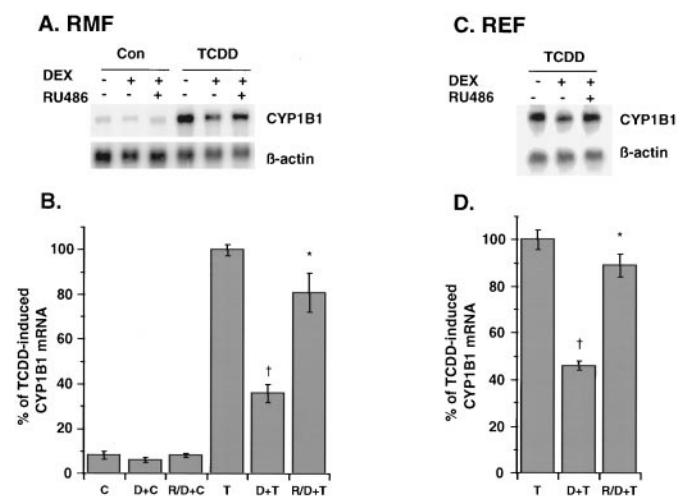 A. RMF
Con TCDD
DEX - + + - + +
RU486 + +
CYP1B1
ß-actin
B.
% of TCDD-induced
CYP1B1 mRNA
100
80
60
40
20
0
†
*
C D+C R/D+C T D+T R/D+T
C. REF
TCDD
DEX - + +
RU486 +
CYP1B1
ß-actin
D.
% of TCDD-induced
CYP1B1 mRNA
100
80
60
40
20
0
†
*
T D+T R/D+T